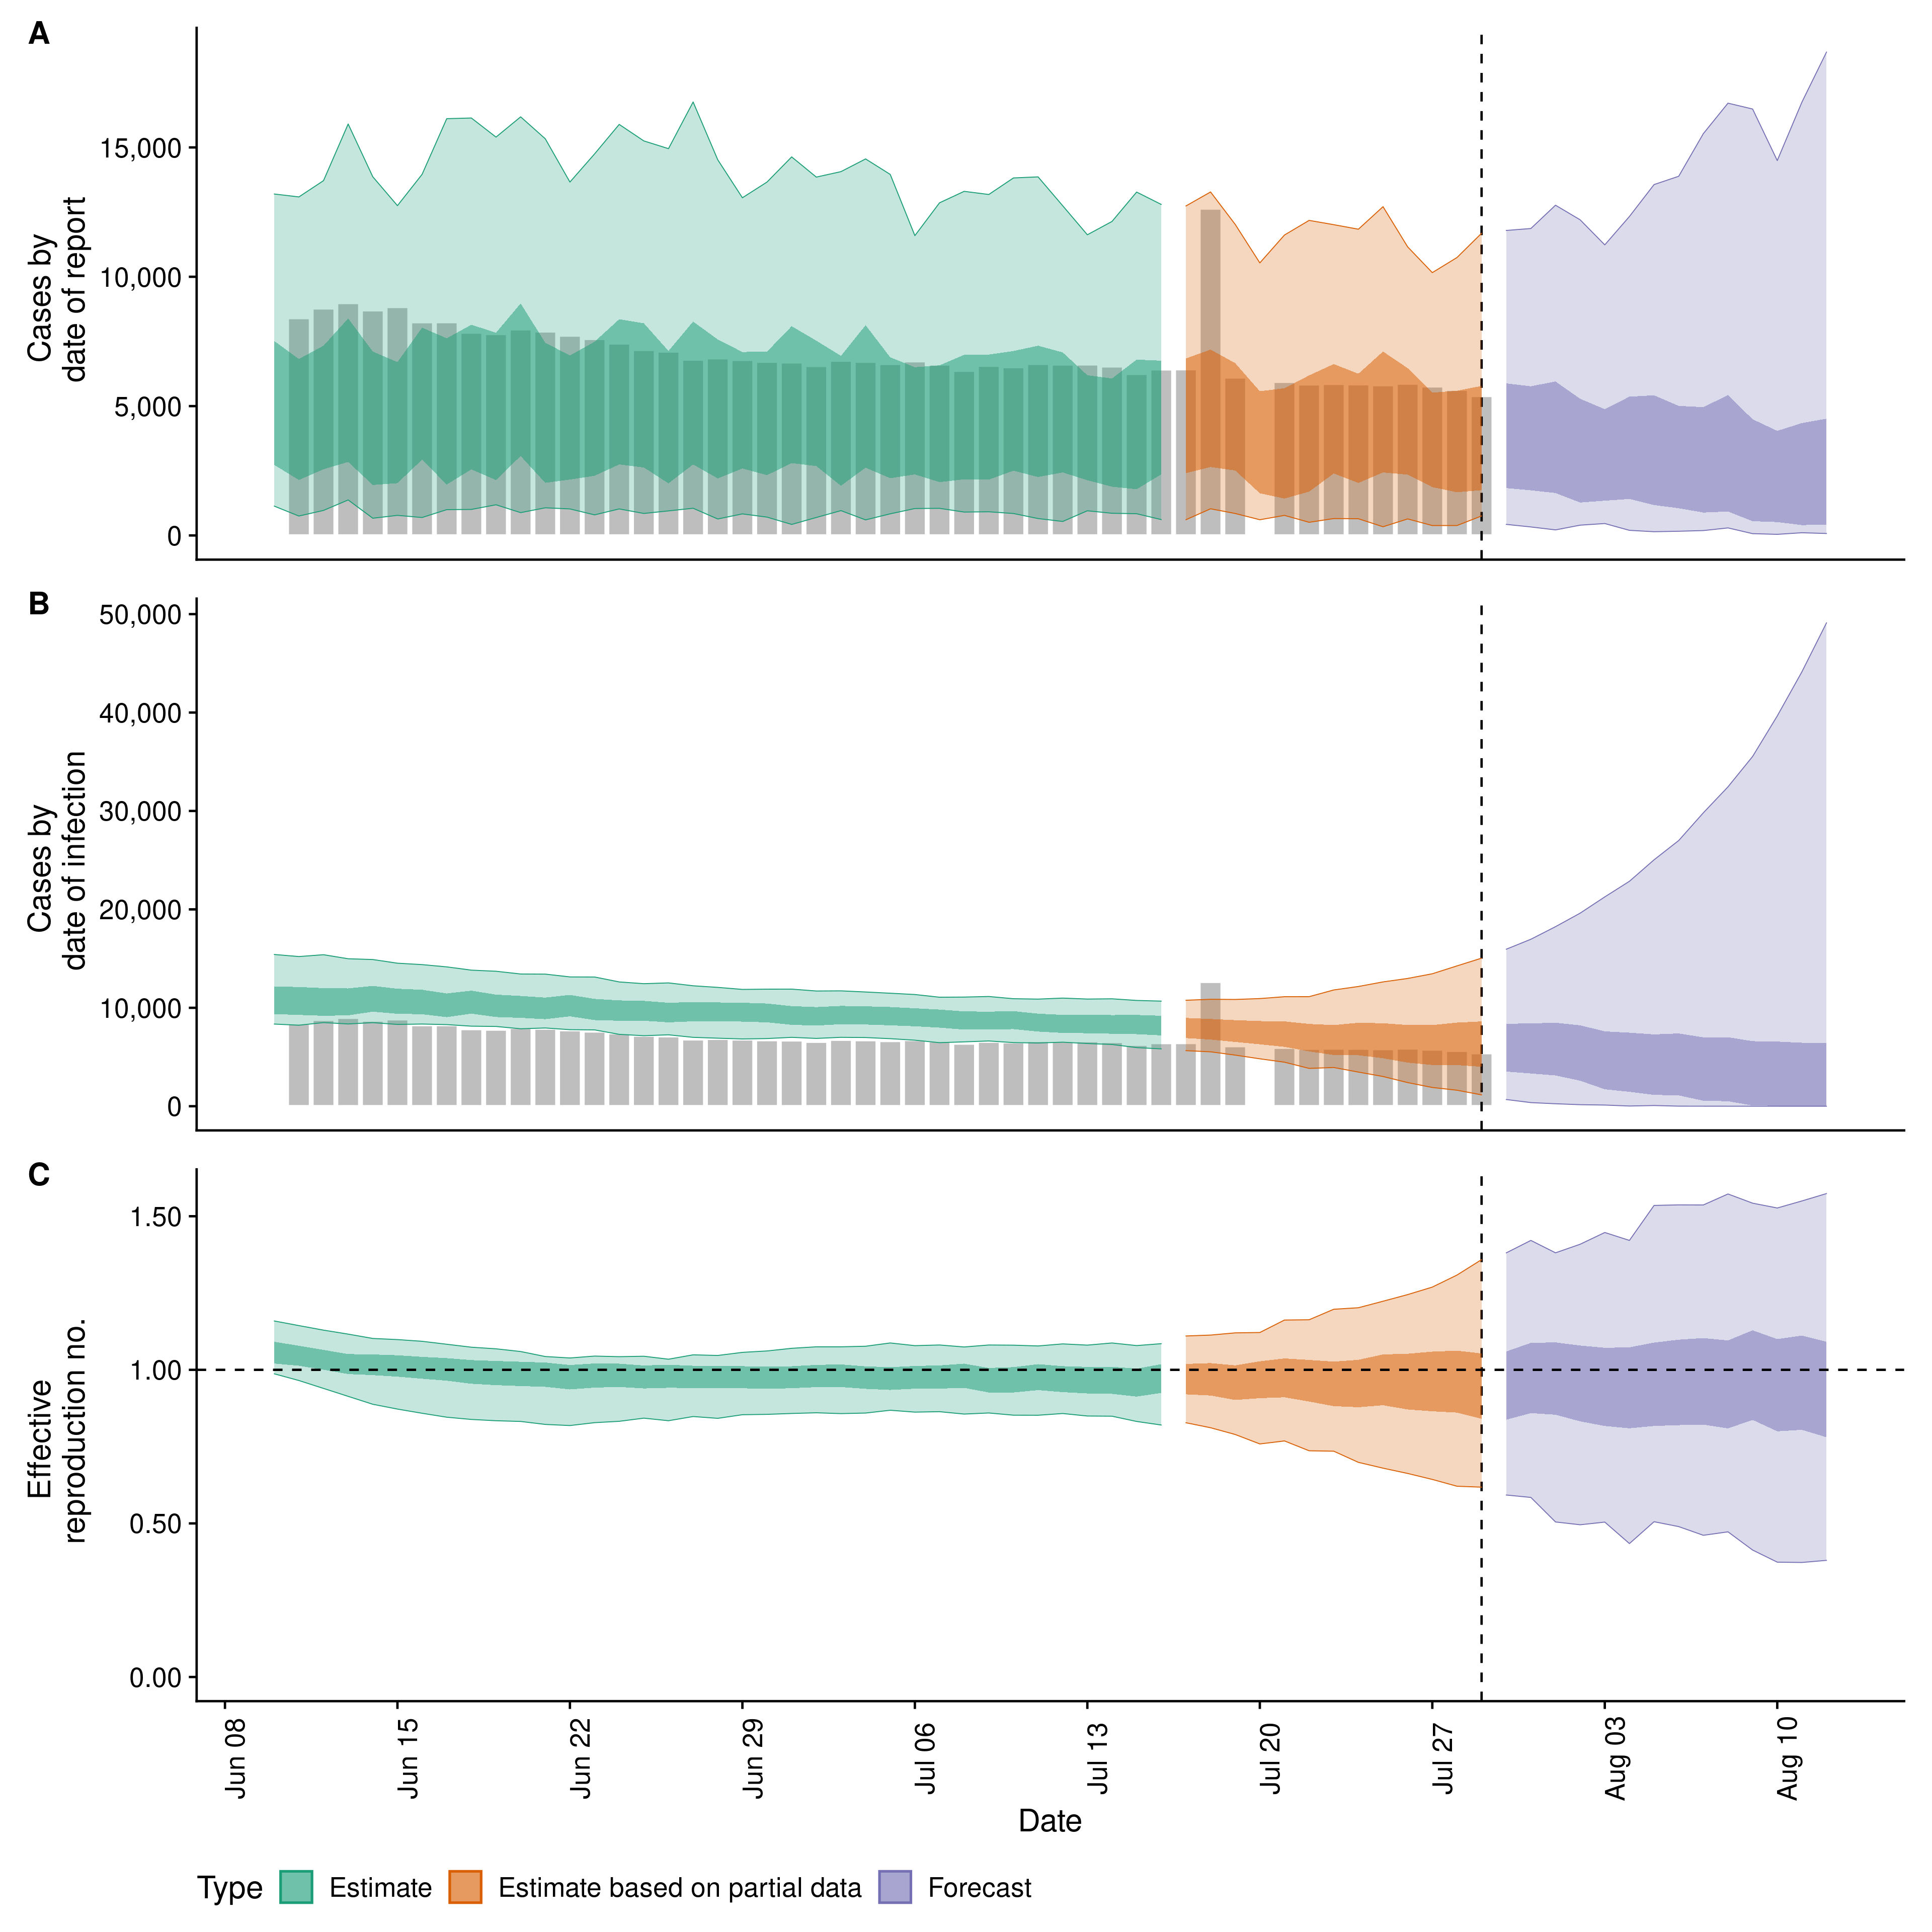 A
15,000
10,000
5,000
0
Cases by
date of report
B
50,000
40,000
30,000
20,000
10,000
0
Cases by
date of infection
C
1.50
1.00
0.50
0.00
Effective
reproduction no.
Jun 08
Jun 15
Jun 22
Jun 29
Jul 06
Jul 13
Jul 20
Jul 27
Aug 03
Aug 10
Date
Type Estimate Estimate based on partial data Forecast